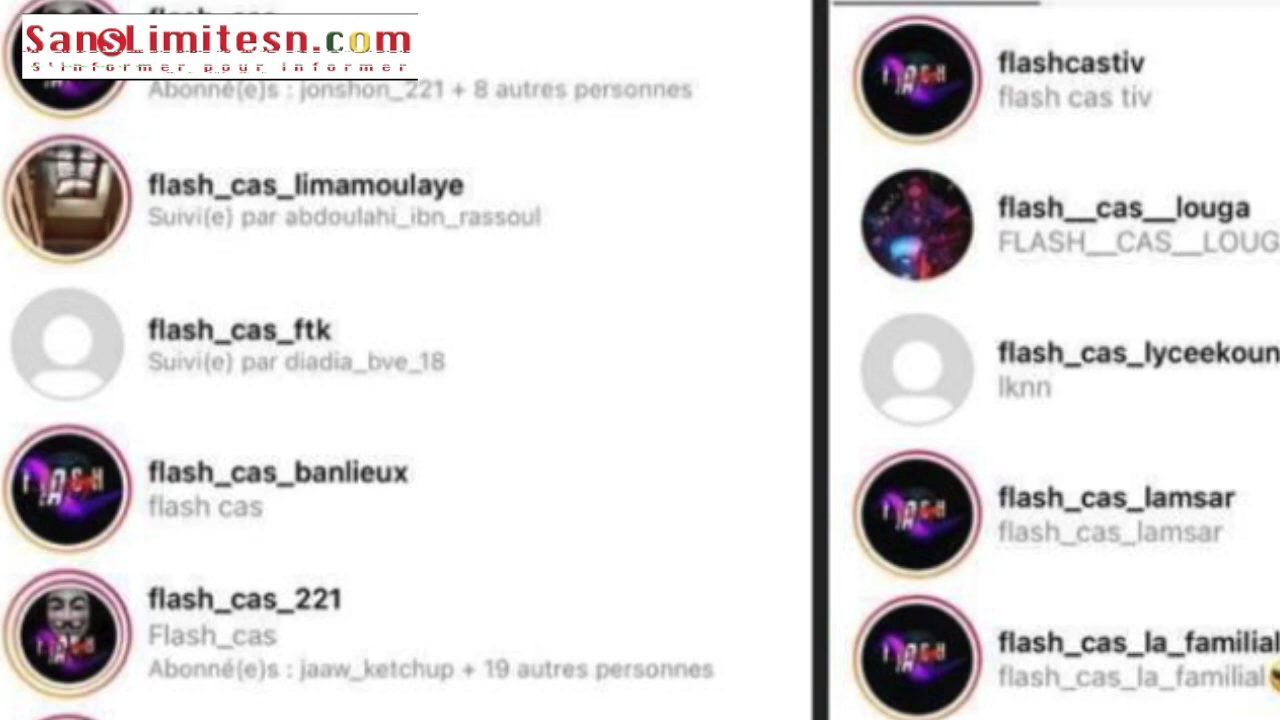 SansLimitesn.com
S'informer pour informer
Abonné(e)s : jonshon_221 + 8 autres personnes
flash_cas_limamoulaye
Suivi(e) par abdoulahi_ibn_rassoul
flash_cas_ftk
Suivi(e) par diadia_bve_18
flash_cas_banlieux
flash cas
flash_cas_221
Flash_cas
Abonné(e)s : jaaw_ketchup + 19 autres personnes
flashcastiv
flash cas tiv
flash__cas__louga
FLASH__CAS__LOUG
flash_cas_lyceekoun
lknn
flash_cas_lamsar
flash_cas_lamsar
flash_cas_la_familial
flash_cas_la_familial